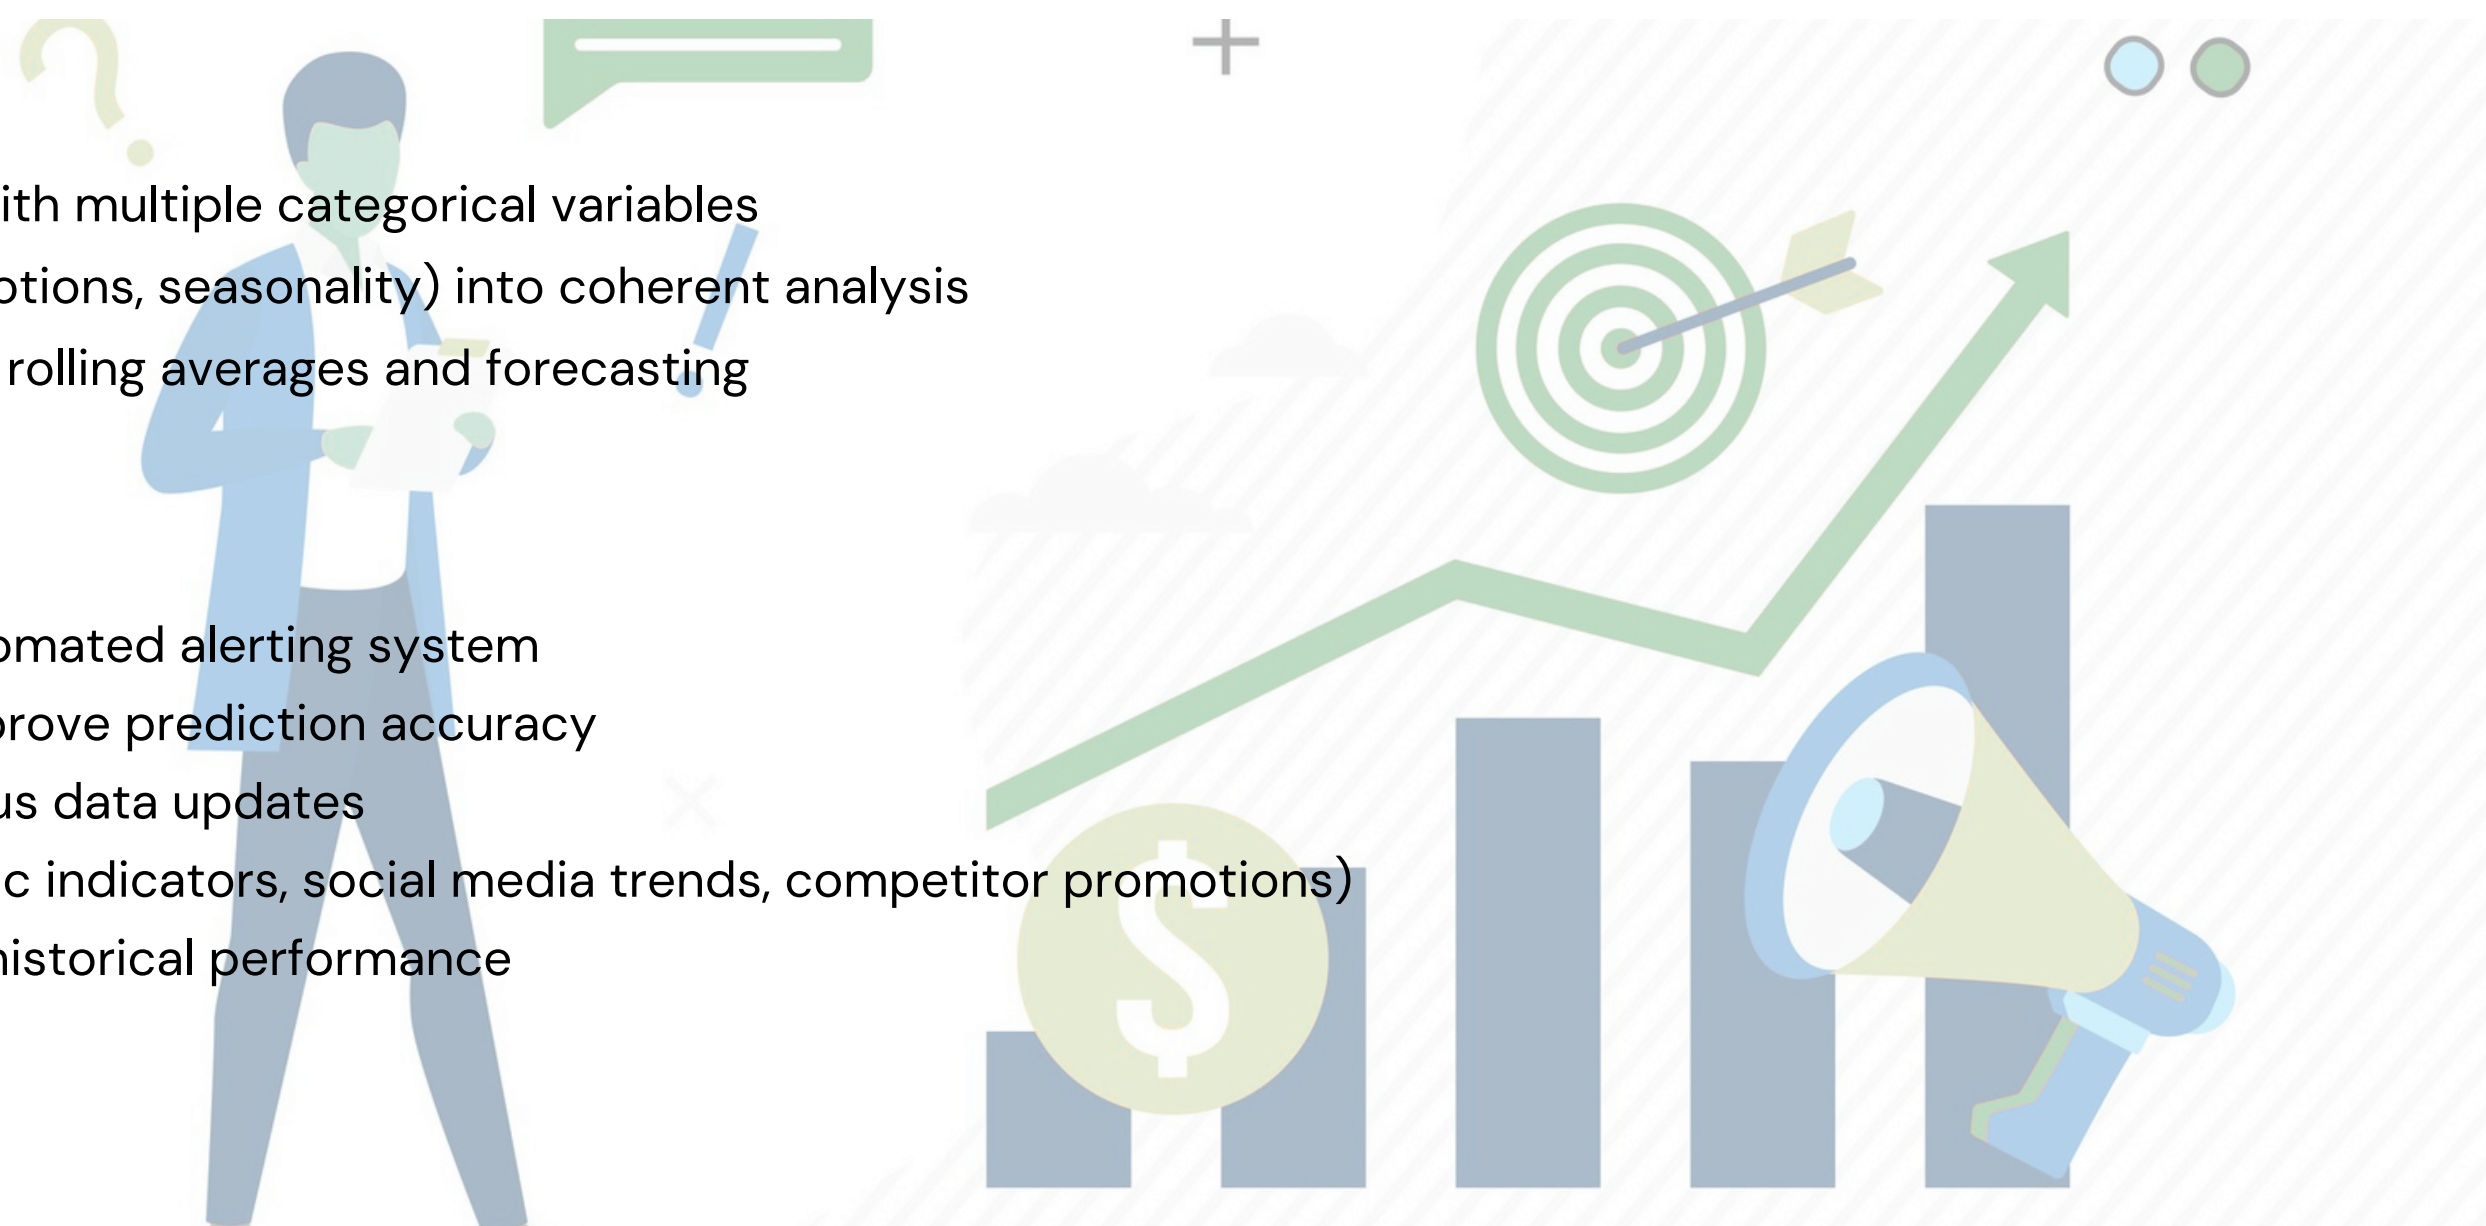 ith multiple categorical variables
otions, seasonality) into coherent analysis
rolling averages and forecasting
omated alerting system
prove prediction accuracy
us data updates
ic indicators, social media trends, competitor promotions)
historical performance
$